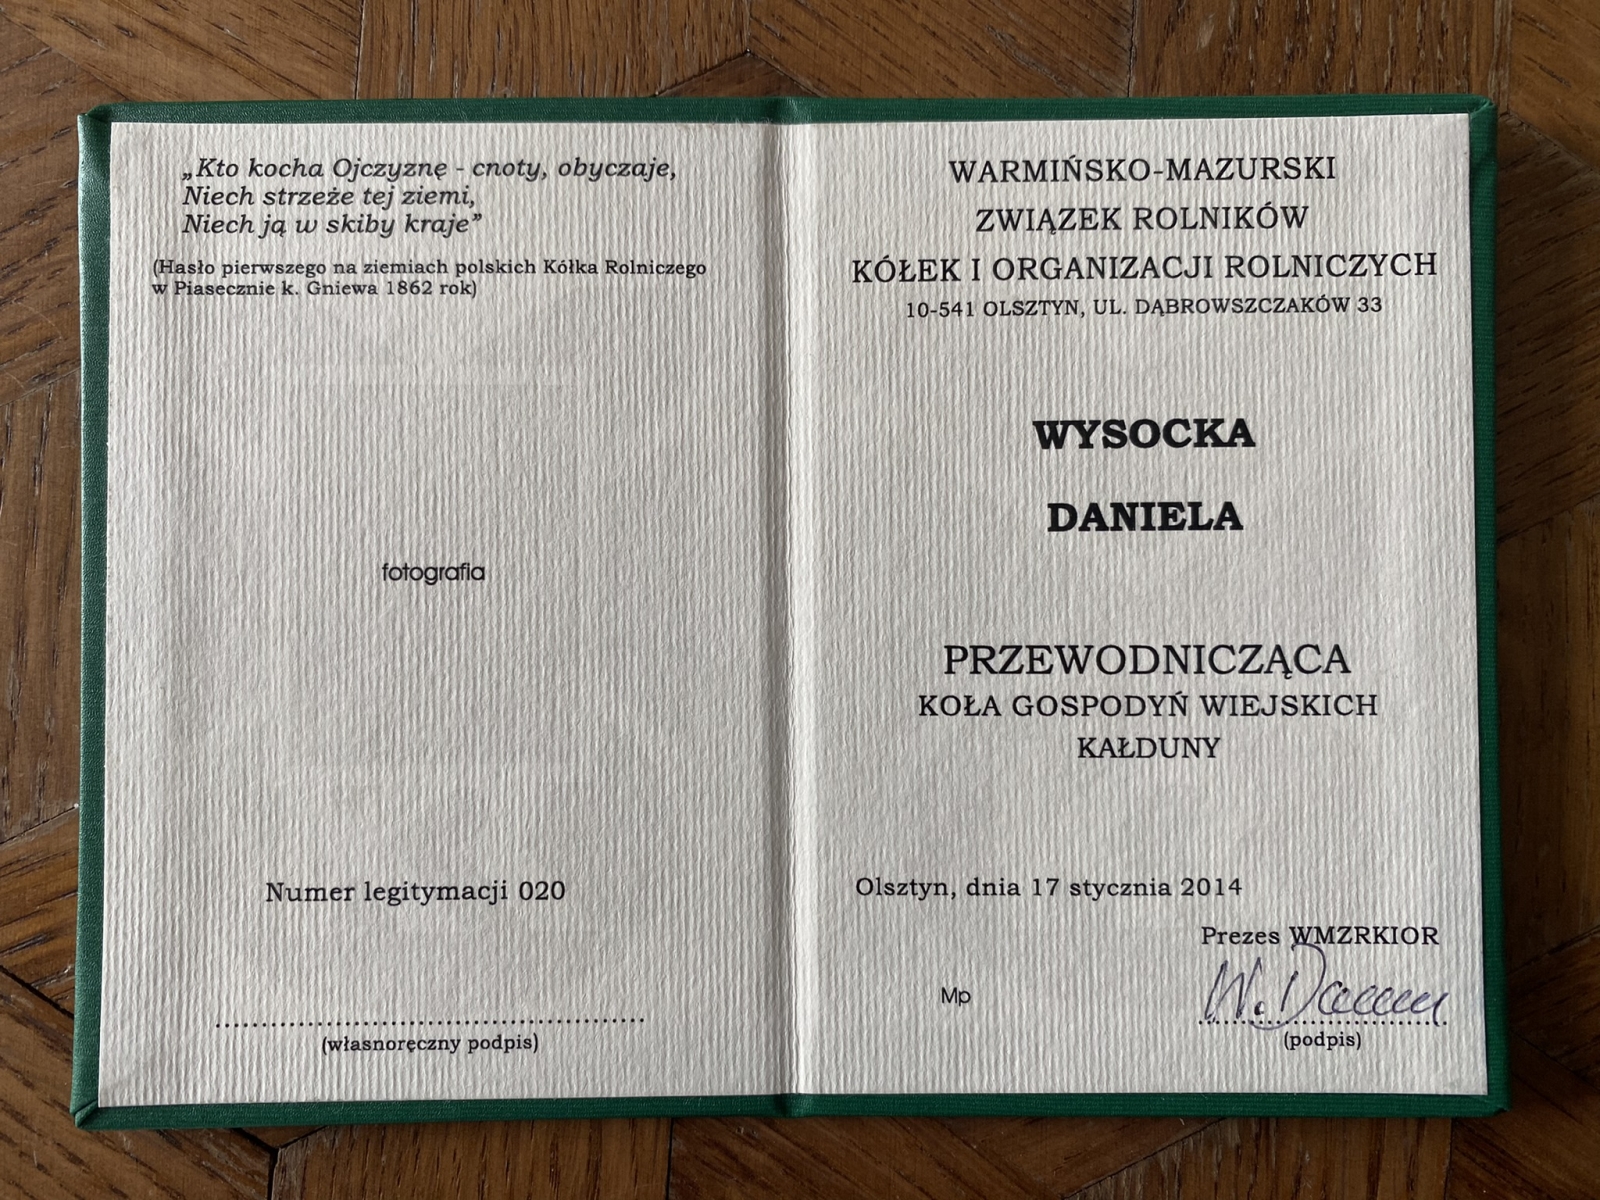 „Kto kocha Ojczyznę - cnoty, obyczaje,
Niech strzeże tej ziemi,
Niech ją w skiby kraje”
(Hasło pierwszego na ziemiach polskich Kółka Rolniczego
w Piasecznie k. Gniewa 1862 rok)
fotografia
Numer legitymacji 020
(własnoręczny podpis)
WARMIŃSKO-MAZURSKI
ZWIĄZEK ROLNIKÓW
KÓŁEK I ORGANIZACJI ROLNICZYCH
10-541 OLSZTYN, UL. DĄBROWSZCZAKÓW 33
WYSOCKA
DANIELA
PRZEWODNICZĄCA
KOŁA GOSPODYŃ WIEJSKICH
KAŁDUNY
Olsztyn, dnia 17 stycznia 2014
Prezes WMZRKIOR
Mp
(podpis)